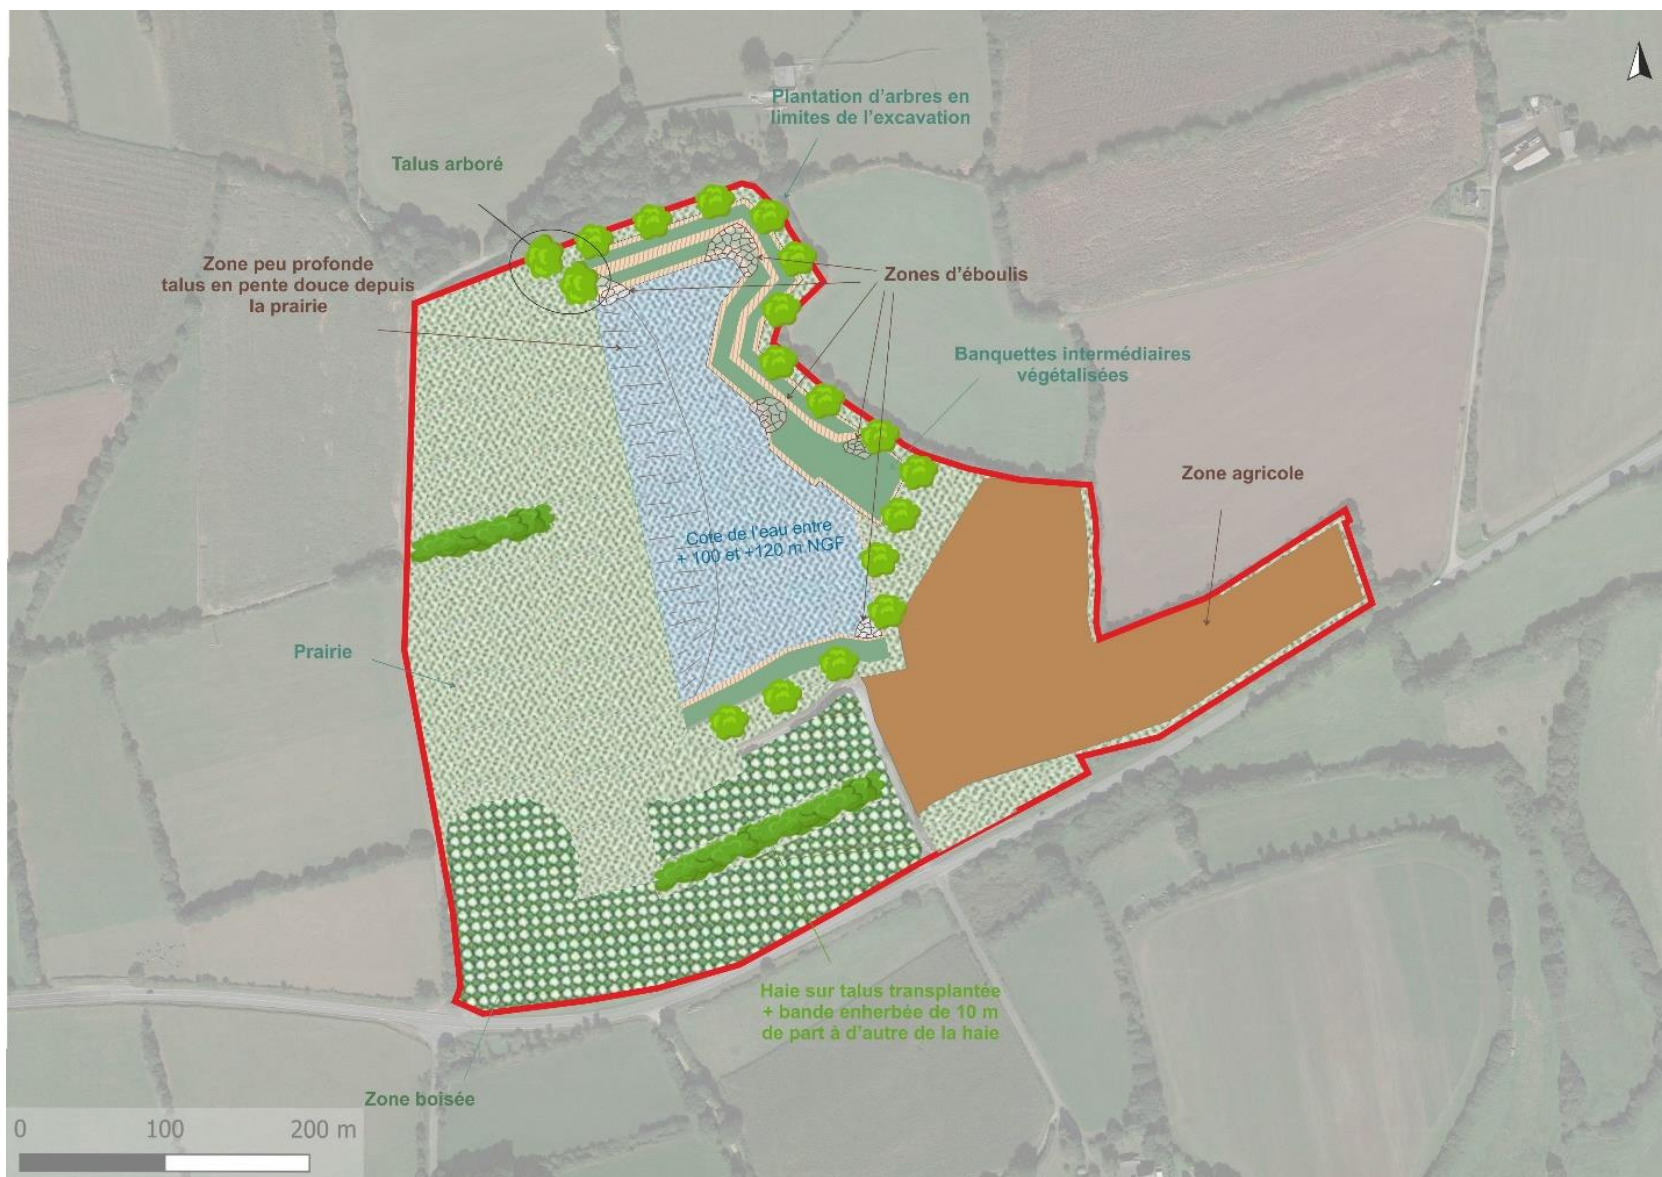 Plantation d'arbres en
limites de l'excavation
Talus arboré
Zone peu profonde
talus en pente douce depuis
la prairie
Zones d'éboulis
Banquettes intermédiaires
végétalisées
Zone agricole
Cote de l'eau entre
+ 100 et +120 m NGF
Prairie
Haie sur talus transplantée
+ bande enherbée de 10 m
de part à d'autre de la haie
Zone boisée
0 100 200 m